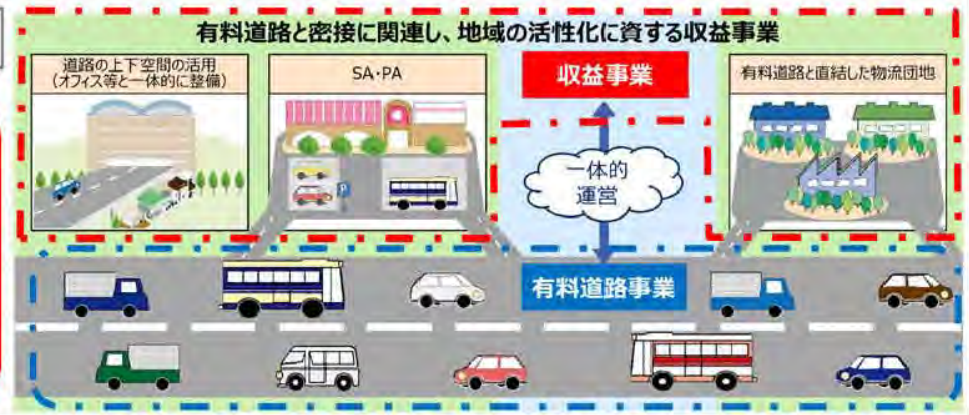 有料道路と密接に関連し、地域の活性化に資する収益事業
道路の上下空間の活用
(オフィス等と一体的に整備)
SA・PA
収益事業
有料道路と直結した物流団地
P
一体的
運営
有料道路事業